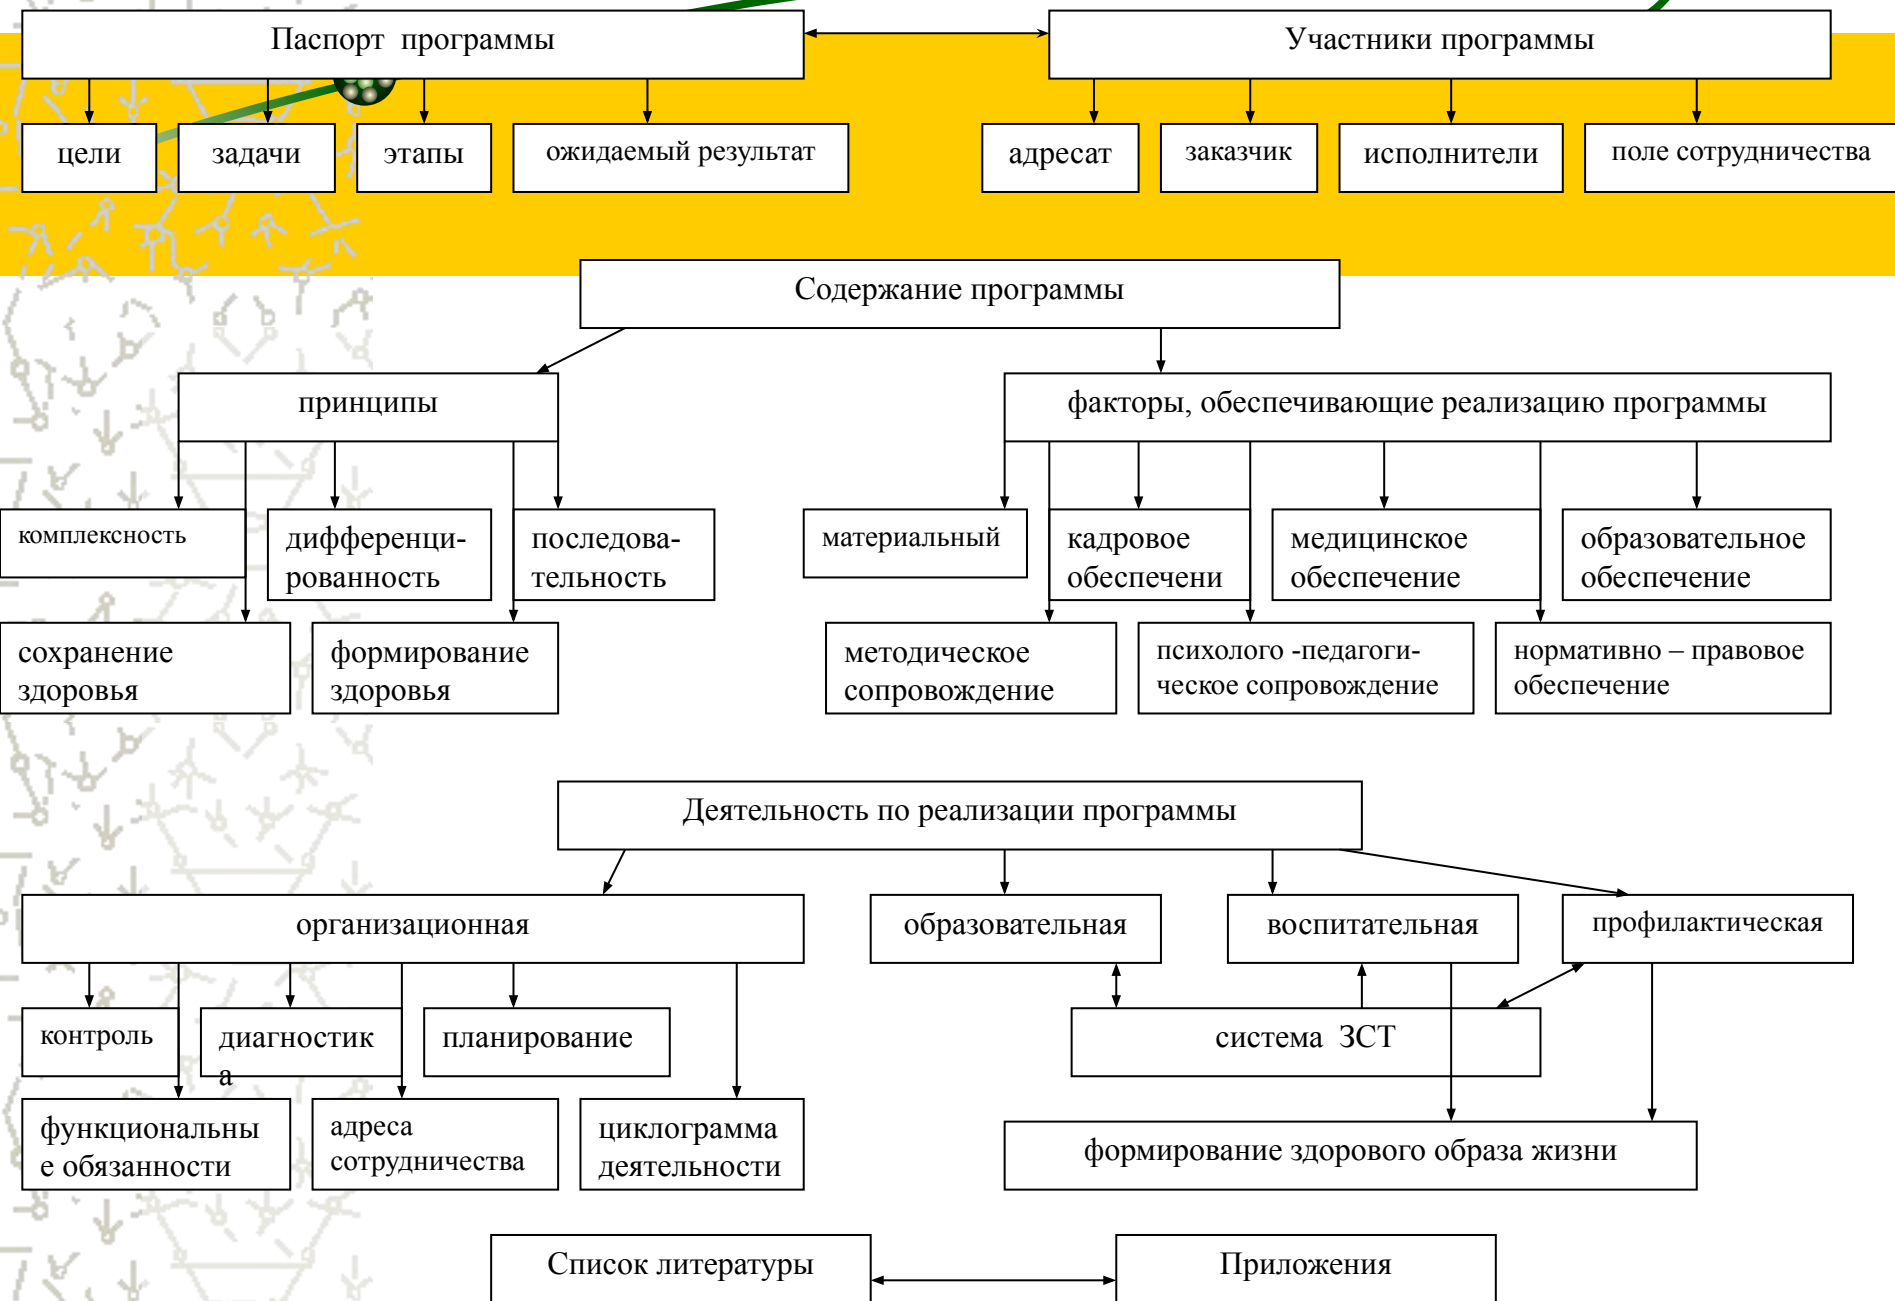 Паспорт программы
Участники программы
цели
задачи
этапы
ожидаемый результат
адресат
заказчик
исполнители
поле сотрудничества
Содержание программы
принципы
факторы, обеспечивающие реализацию программы
комплексность
дифференци-
рованность
последова-
тельность
материальный
кадровое
обеспечени
медицинское
обеспечение
образовательное
обеспечение
сохранение
здоровья
формирование
здоровья
методическое
сопровождение
психолого -педагоги-
ческое сопровождение
нормативно – правовое
обеспечение
Деятельность по реализации программы
организационная
образовательная
воспитательная
профилактическая
контроль
диагностик
а
планирование
система ЗСТ
функциональны
е обязанности
адреса
сотрудничества
циклограмма
деятельности
формирование здорового образа жизни
Список литературы
Приложения